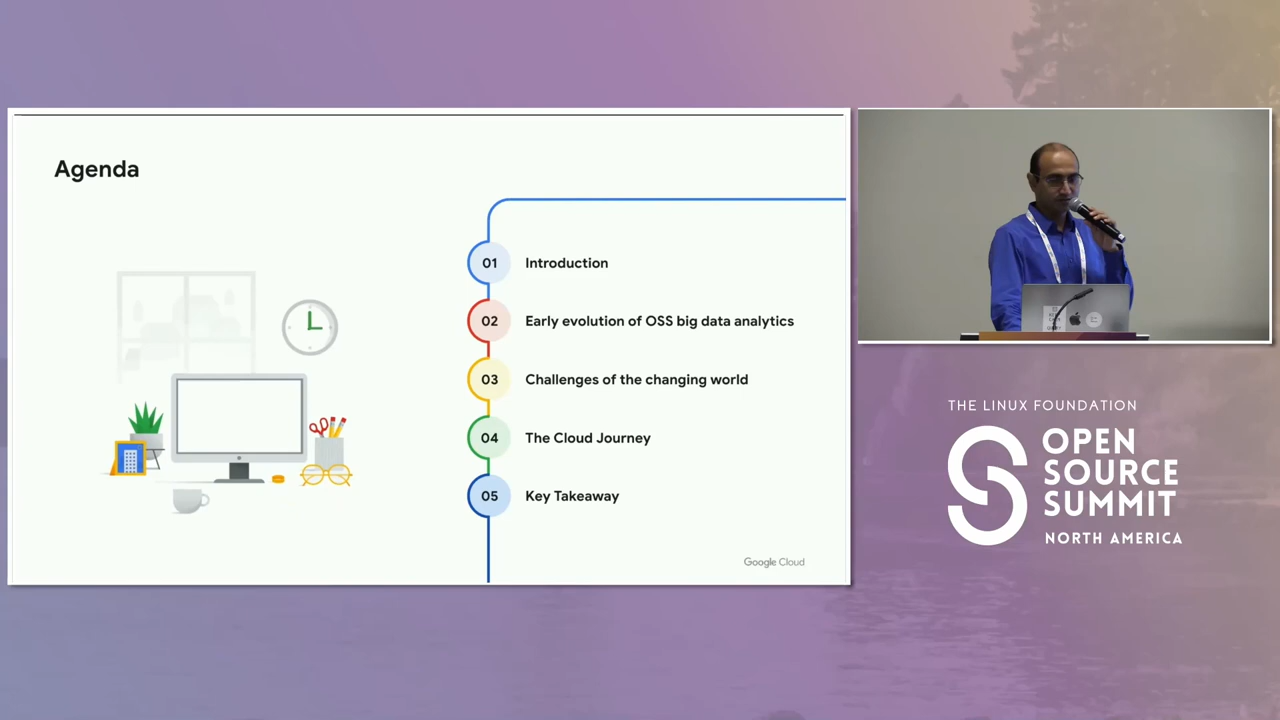 Agenda
01 Introduction
02 Early evolution of OSS big data analytics
03 Challenges of the changing world
04 The Cloud Journey
05 Key Takeaway
Google Cloud
THE LINUX FOUNDATION
OPEN
SOURCE
SUMMIT
NORTH AMERICA